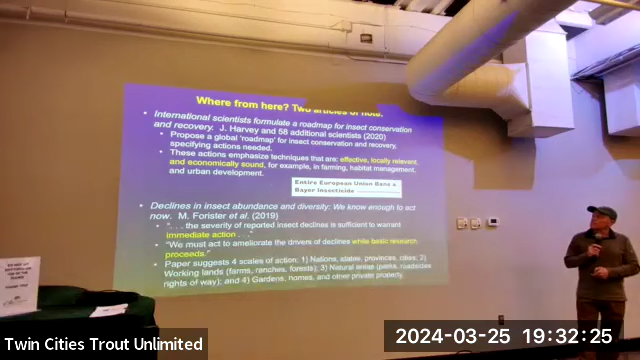 Where from here? Two articles of note.
International scientists formulate a roadmap for insect conservation
and recovery. J. Harvey and 58 additional scientists (2020)
Propose a global 'roadmap' for insect conservation and recovery,
specifying actions needed.
These actions emphasize techniques that are: effective, locally relevant,
and economically sound, for example, in farming, habitat management,
and urban development.
Entire European Union Bans a
Bayer Insecticide
Declines in insect abundance and diversity: We know enough to act
now. M. Forister et al. (2019)
". . . the severity of reported insect declines is sufficient to warrant
immediate action . . ."
"We must act to ameliorate the drivers of declines while basic research
proceeds."
Paper suggests 4 scales of action: 1) Nations, states, provinces, cities; 2)
Working lands (farms, ranches, forests); 3) Natural areas (parks, roadsides
rights of way); and 4) Gardens, homes, and other private property.
Twin Cities Trout Unlimited
2024-03-25 19:32:25